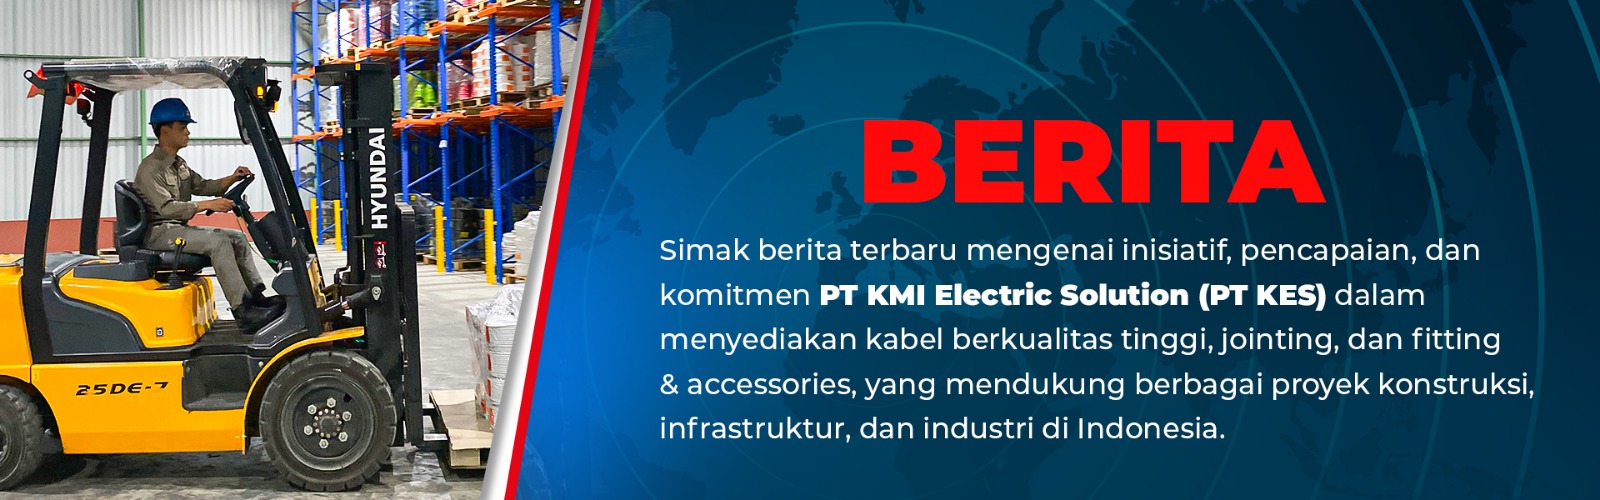 HYUNDAI
25DE-7
BERITA
Simak berita terbaru mengenai inisiatif, pencapaian, dan
komitmen PT KMI Electric Solution (PT KES) dalam
menyediakan kabel berkualitas tinggi, jointing, dan fitting
& accessories, yang mendukung berbagai proyek konstruksi,
infrastruktur, dan industri di Indonesia.